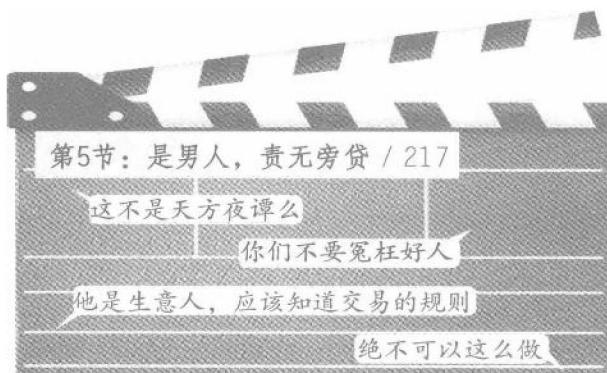 第5节：是男人，责无旁贷 / 217
这不是天方夜谭么
你们不要冤枉好人
他是生意人，应该知道交易的规则
绝不可以这么做